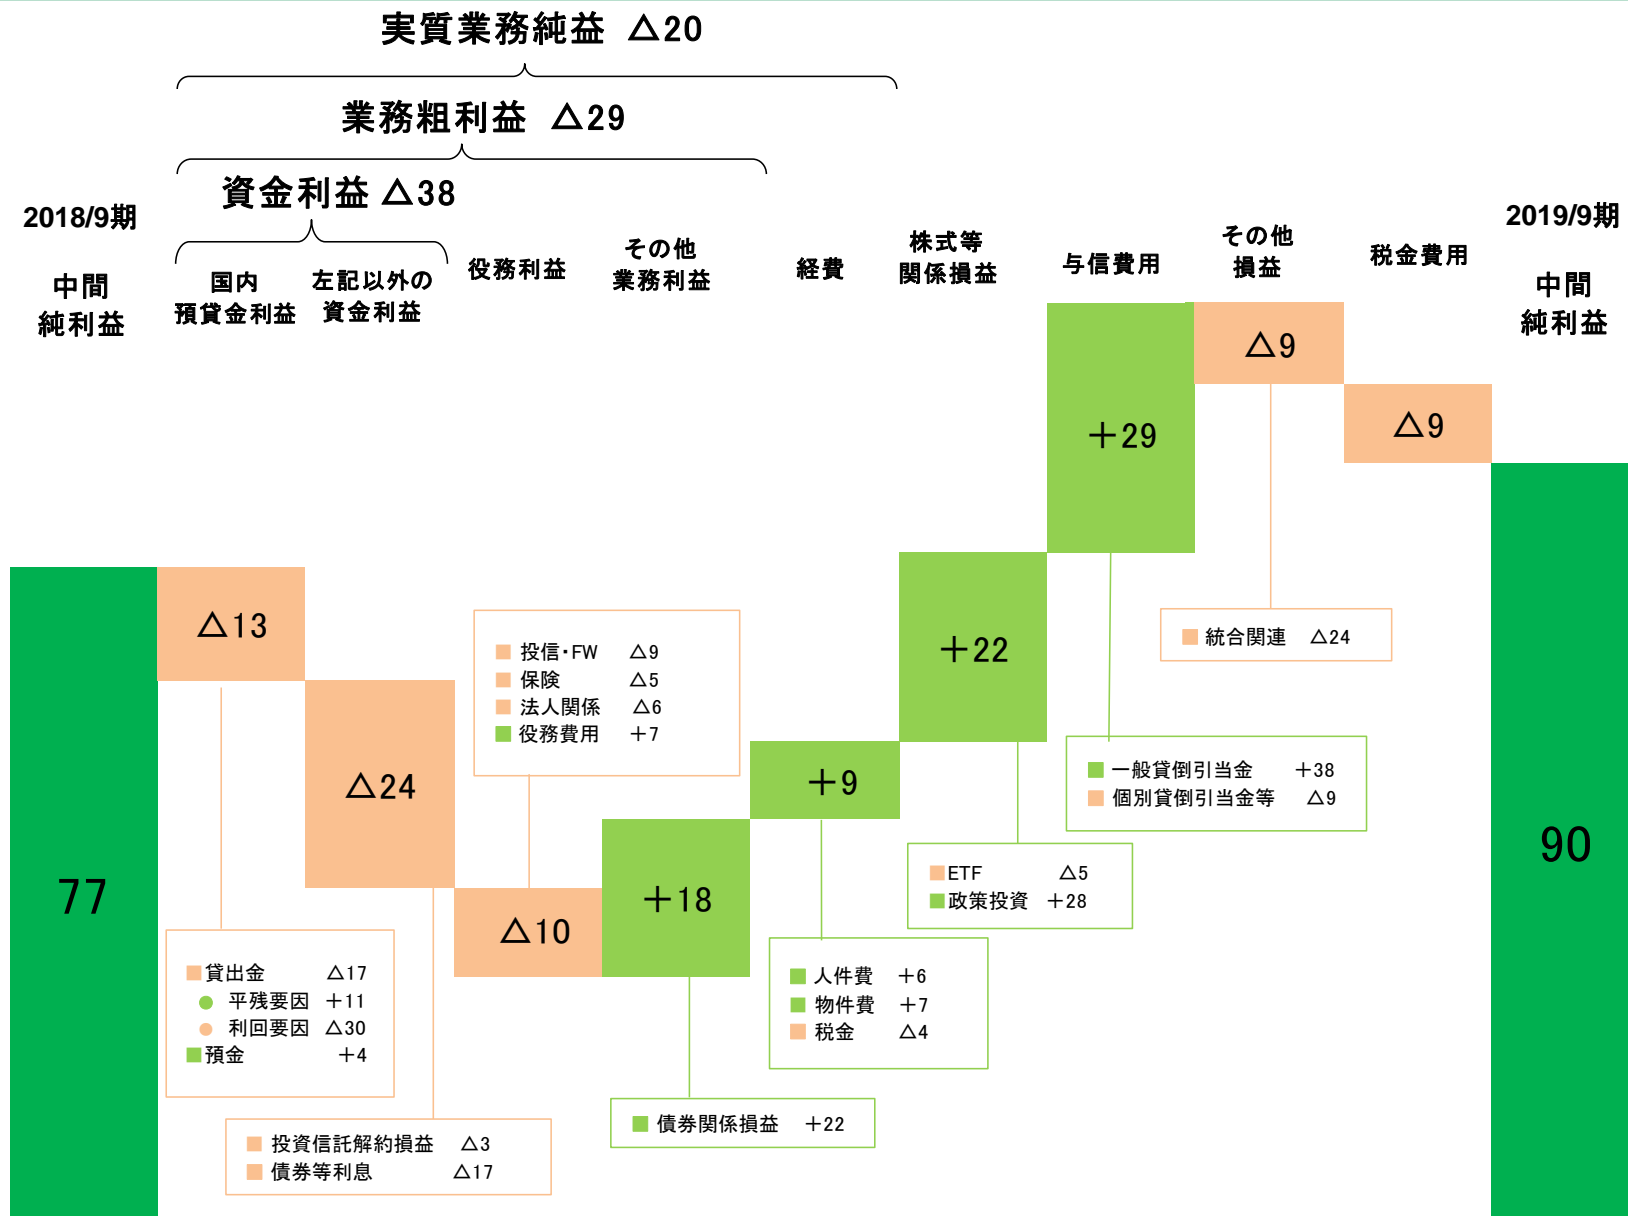 実質業務純益 △20
業務粗利益 △29
資金利益 △38
2018/9期
中間
純利益
国内
預貸金利益
左記以外の
資金利益
役務利益
その他
業務利益
経費
株式等
関係損益
与信費用
その他
損益
税金費用
2019/9期
中間
純利益
77
△13
△24
△10
＋18
＋9
＋22
＋29
△9
△9
90
貸出金 △17
平残要因 ＋11
利回要因 △30
預金 ＋4
投資信託解約損益 △3
債券等利息 △17
投信・FW △9
保険 △5
法人関係 △6
役務費用 ＋7
債券関係損益 ＋22
人件費 ＋6
物件費 ＋7
税金 △4
ETF △5
政策投資 ＋28
一般貸倒引当金 ＋38
個別貸倒引当金等 △9
統合関連 △24